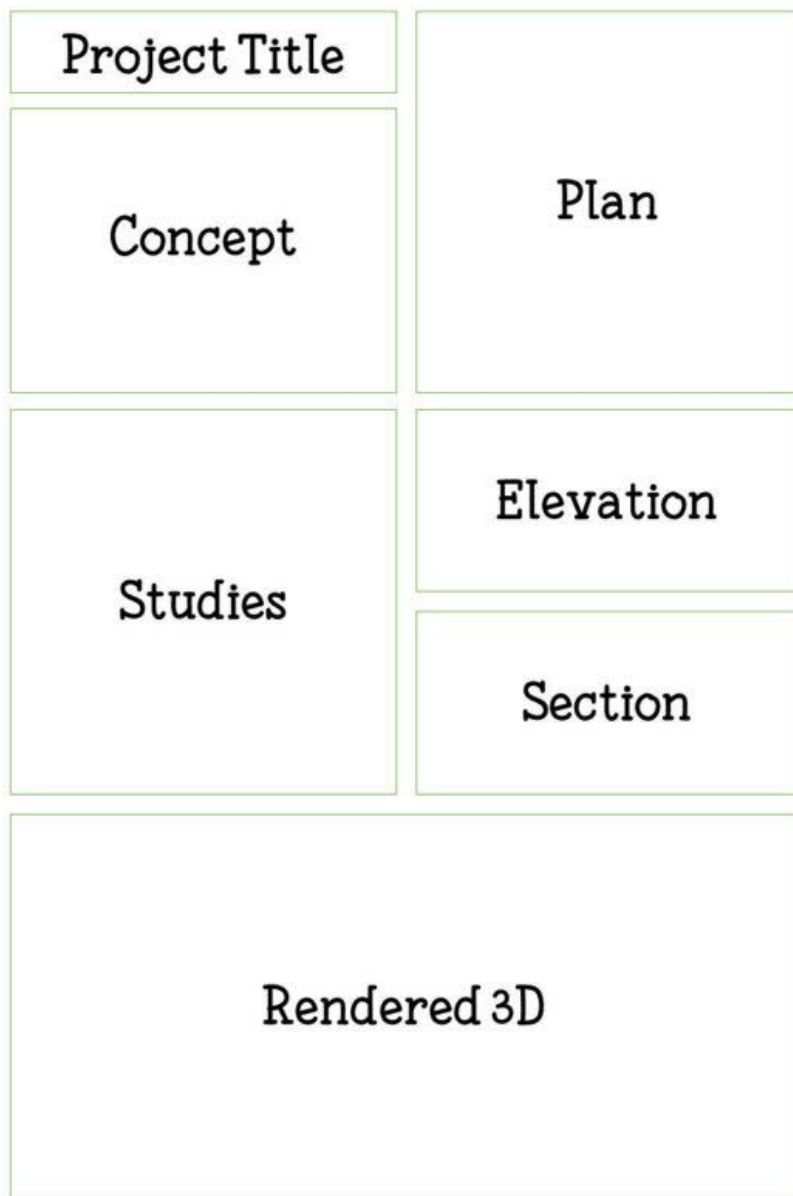 Project Title
Concept
Plan
Studies
Elevation
Section
Rendered 3D